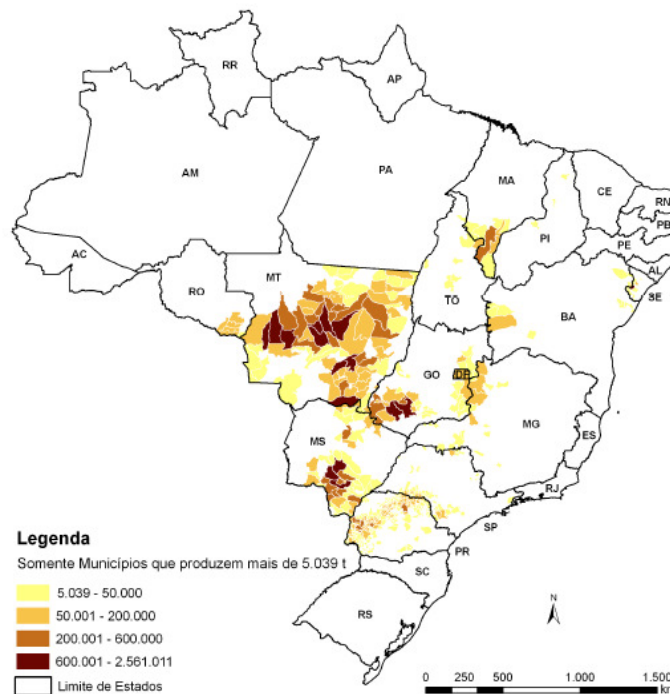 RR
AP
AM
PA
MA
CE
RN
PB
PI
PE
AL
SE
AC
RO
MT
TO
BA
GO
DF
MG
ES
MS
RJ
SP
PR
SC
RS
Legenda
Somente Municípios que produzem mais de 5.039 t
5.039 - 50.000
50.001 - 200.000
200.001 - 600.000
600.001 - 2.561.011
Limite de Estados
N
0 250 500 1.000